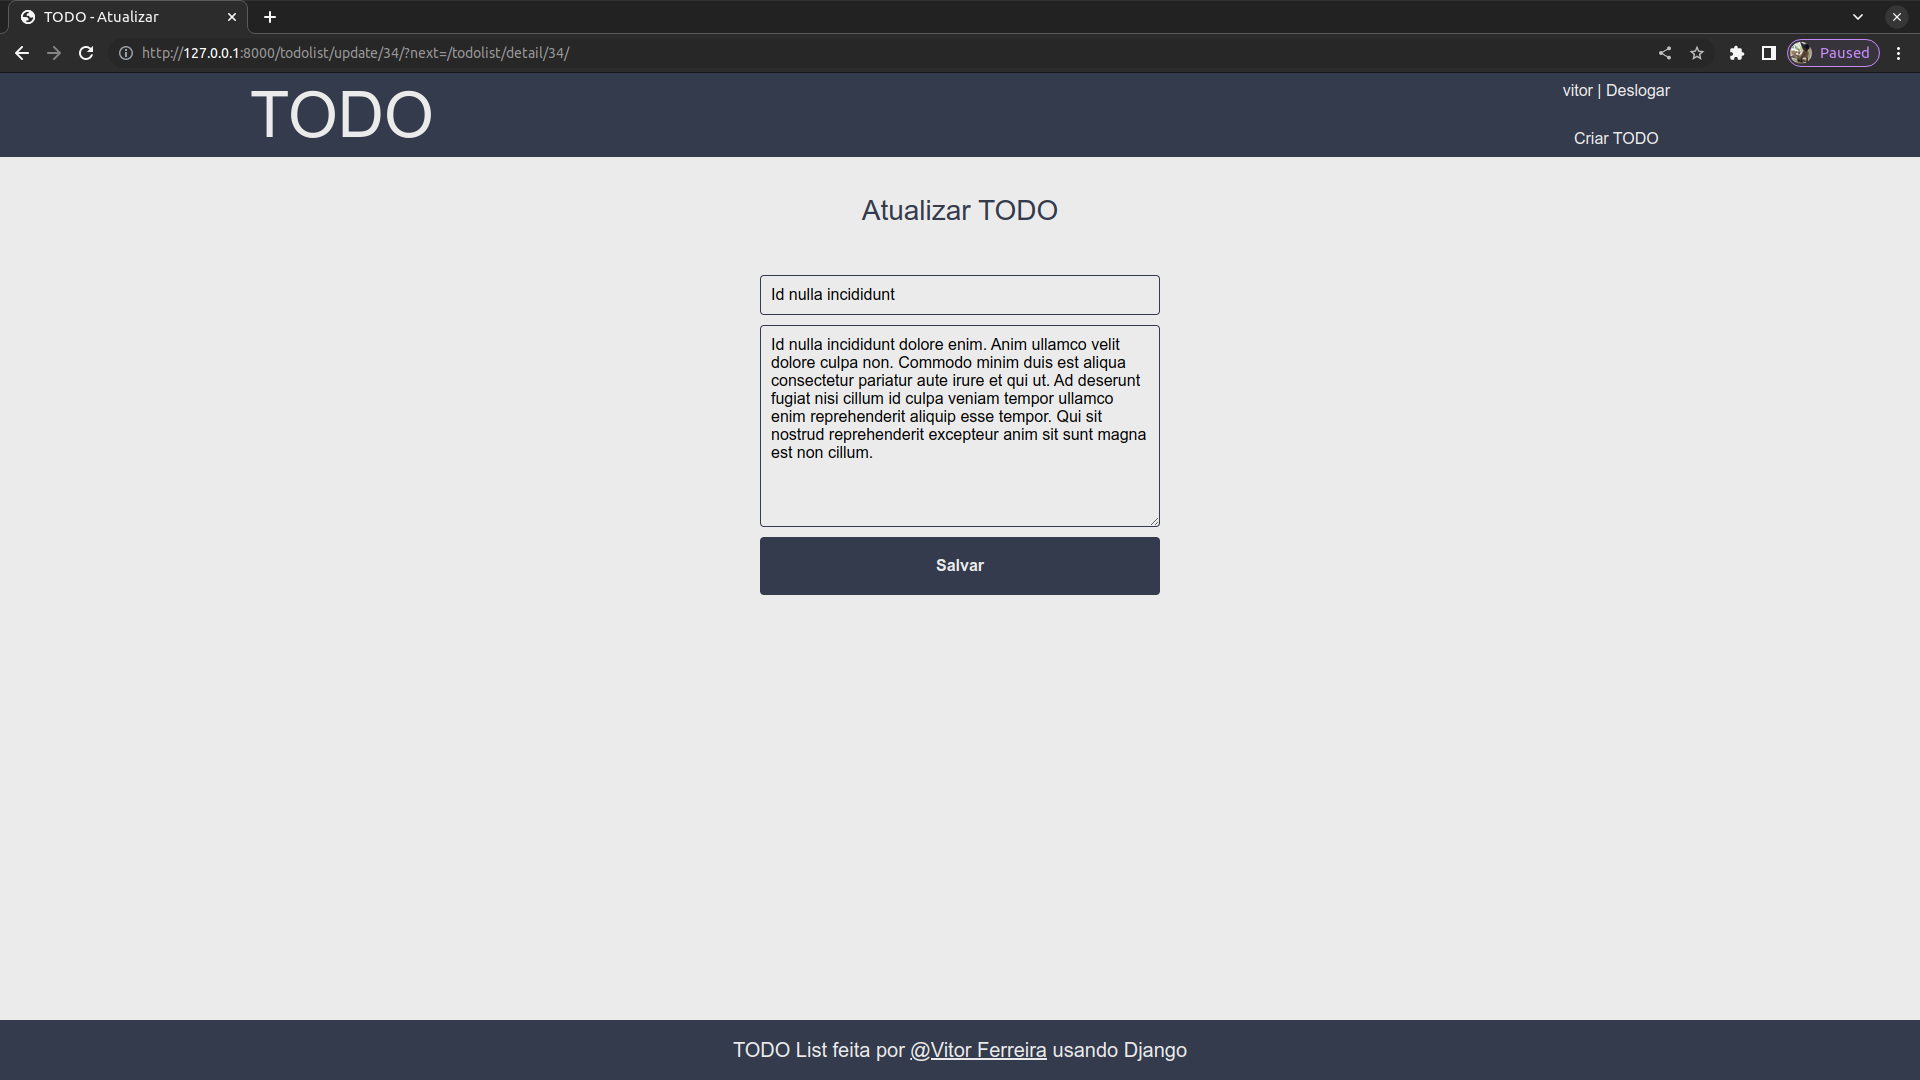 TODO - Atualizar
http://127.0.0.1:8000/todolist/update/34/?next=/todolist/detail/34/
Paused
TODO
vitor | Deslogar
Criar TODO
Atualizar TODO
Id nulla incididunt
Id nulla incididunt dolore enim. Anim ullamco velit
dolore culpa non. Commodo minim duis est aliqua
consectetur pariatur aute irure et qui ut. Ad deserunt
fugiat nisi cillum id culpa veniam tempor ullamco
enim reprehenderit aliquip esse tempor. Qui sit
nostrud reprehenderit excepteur anim sit sunt magna
est non cillum.
Salvar
TODO List feita por @Vitor Ferreira usando Django